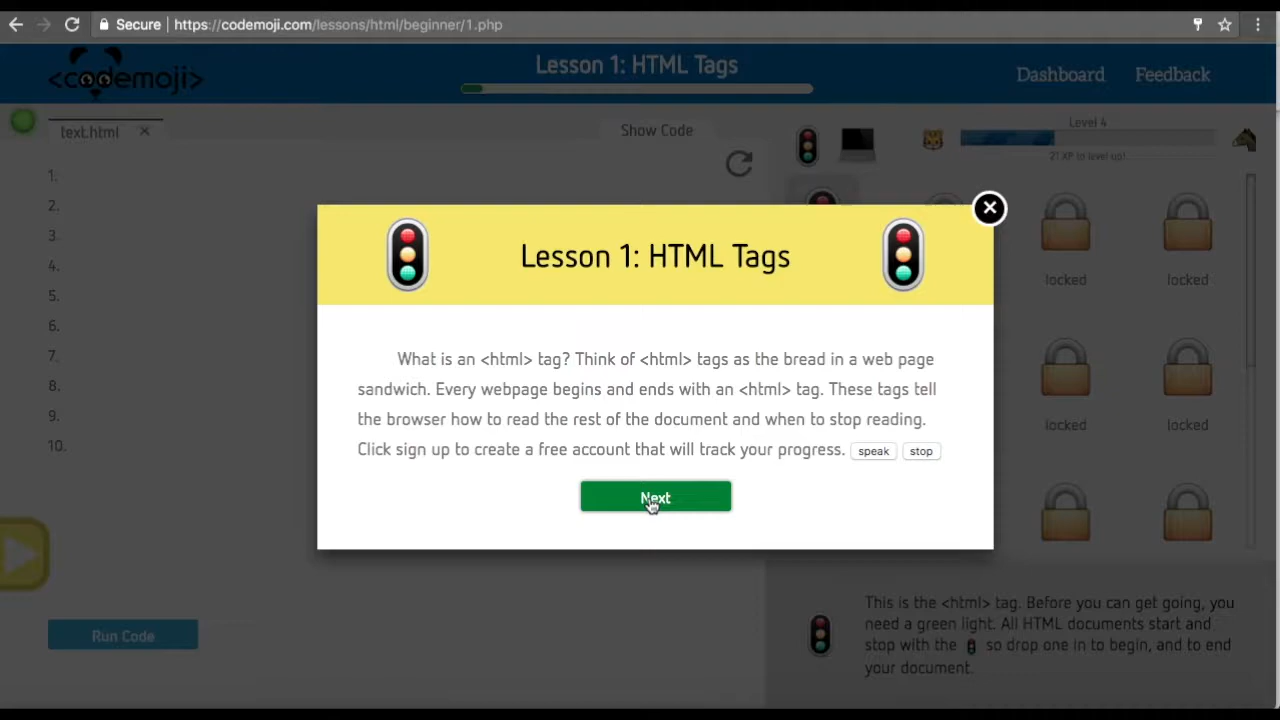 Secure | https://codemoji.com/lessons/html/beginner/1.php
<codemoji>
Lesson 1: HTML Tags
Dashboard
Feedback
text.html
Show Code
Level 4
21 XP to level up!
1.
2.
3.
4.
5.
6.
7.
8.
9.
10.
locked
locked
locked
locked
Lesson 1: HTML Tags
What is an <html> tag? Think of <html> tags as the bread in a web page
sandwich. Every webpage begins and ends with an <html> tag. These tags tell
the browser how to read the rest of the document and when to stop reading.
Click sign up to create a free account that will track your progress. speak stop
Next
Run Code
This is the <html> tag. Before you can get going, you
need a green light. All HTML documents start and
stop with the so drop one in to begin, and to end
your document.